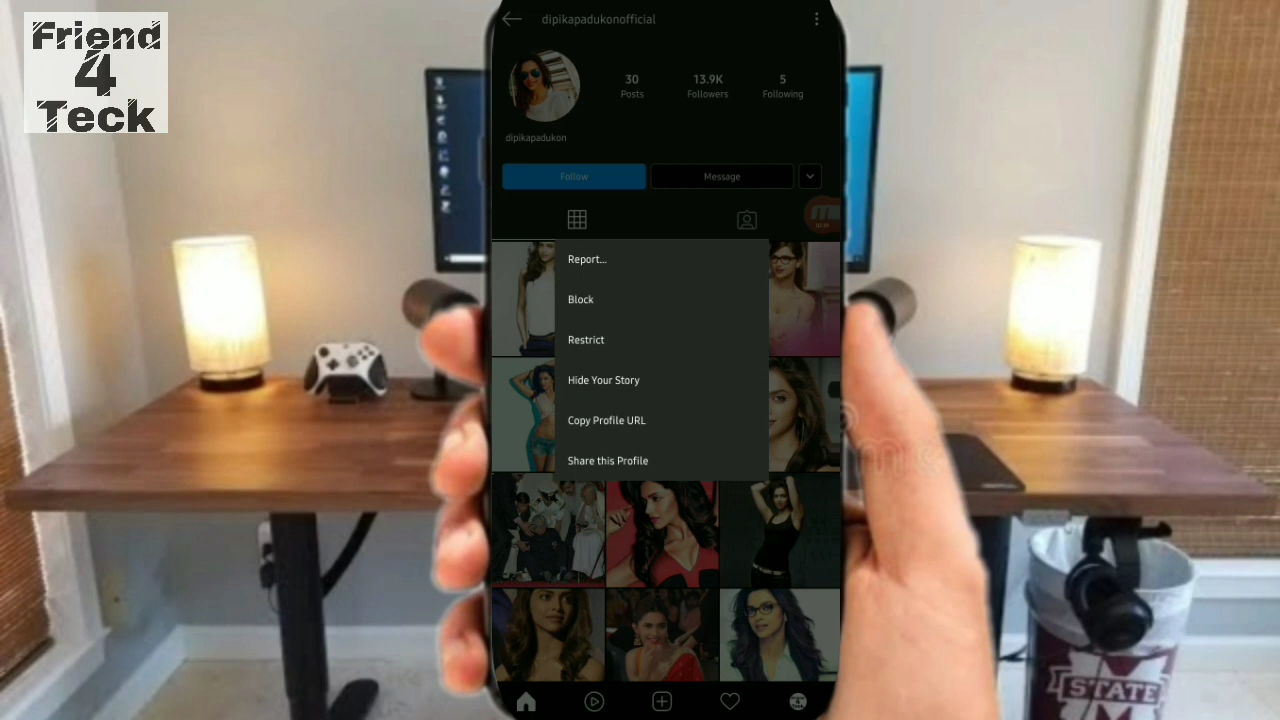 Friend
4
Teck
dipikapadukonofficial
30
13.9K
5
Posts
Followers
Following
dipikapadukon
Follow
Message
Report...
Block
Restrict
Hide Your Story
Copy Profile URL
Share this Profile
STATE